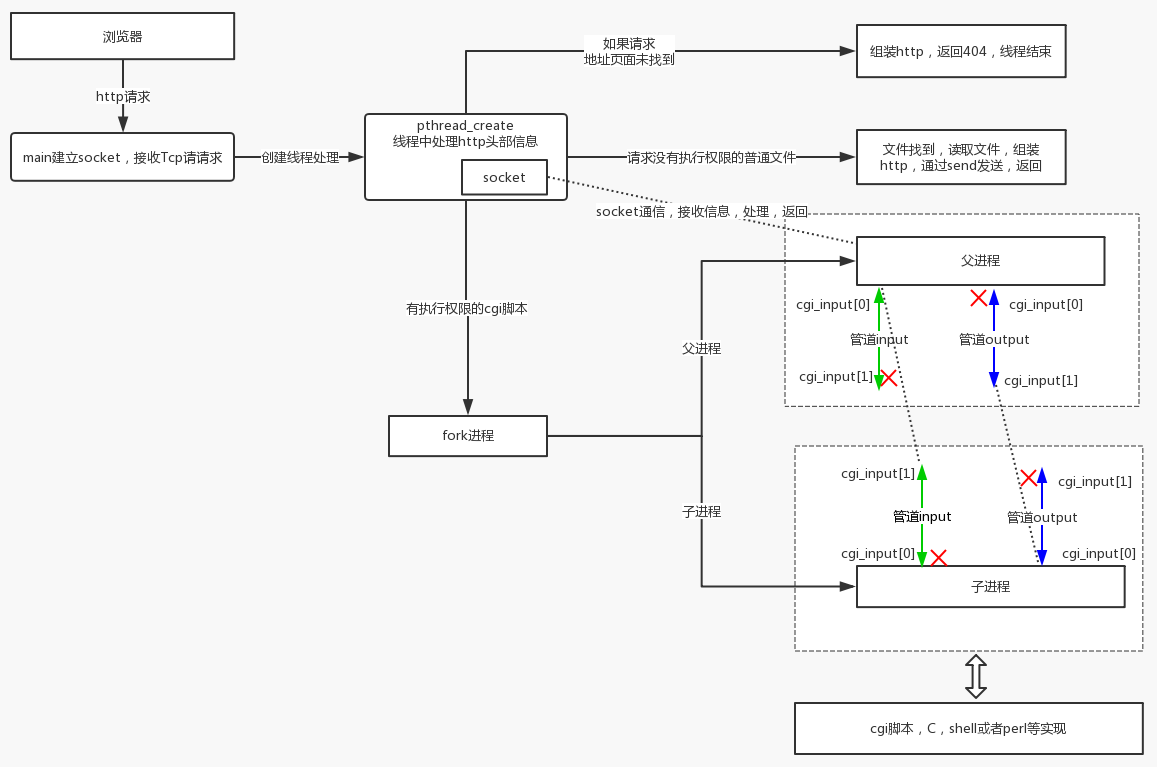 浏览器
http请求
main建立socket，接收Tcp请请求
创建线程处理
pthread_create
线程中处理http头部信息
socket
如果请求
地址页面未找到
组装http，返回404，线程结束
请求没有执行权限的普通文件
文件找到，读取文件，组装
http，通过send发送，返回
socket通信，接收信息，处理，返回
有执行权限的cgi脚本
fork进程
父进程
子进程
父进程
cgi_input[0]
cgi_input[0]
管道input
管道output
cgi_input[1]
cgi_input[1]
cgi_input[1]
cgi_input[1]
管道input
管道output
cgi_input[0]
cgi_input[0]
子进程
cgi脚本，C，shell或者perl等实现